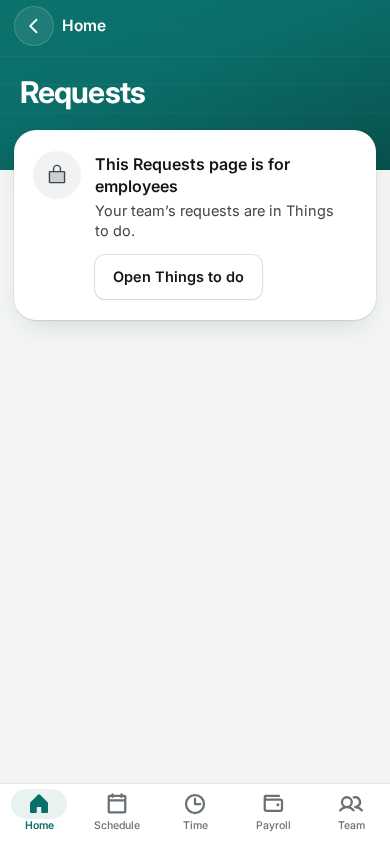 Home
Requests
This Requests page is for
employees
Your team’s requests are in Things
to do.
Open Things to do
Home
Schedule
Time
Payroll
Team